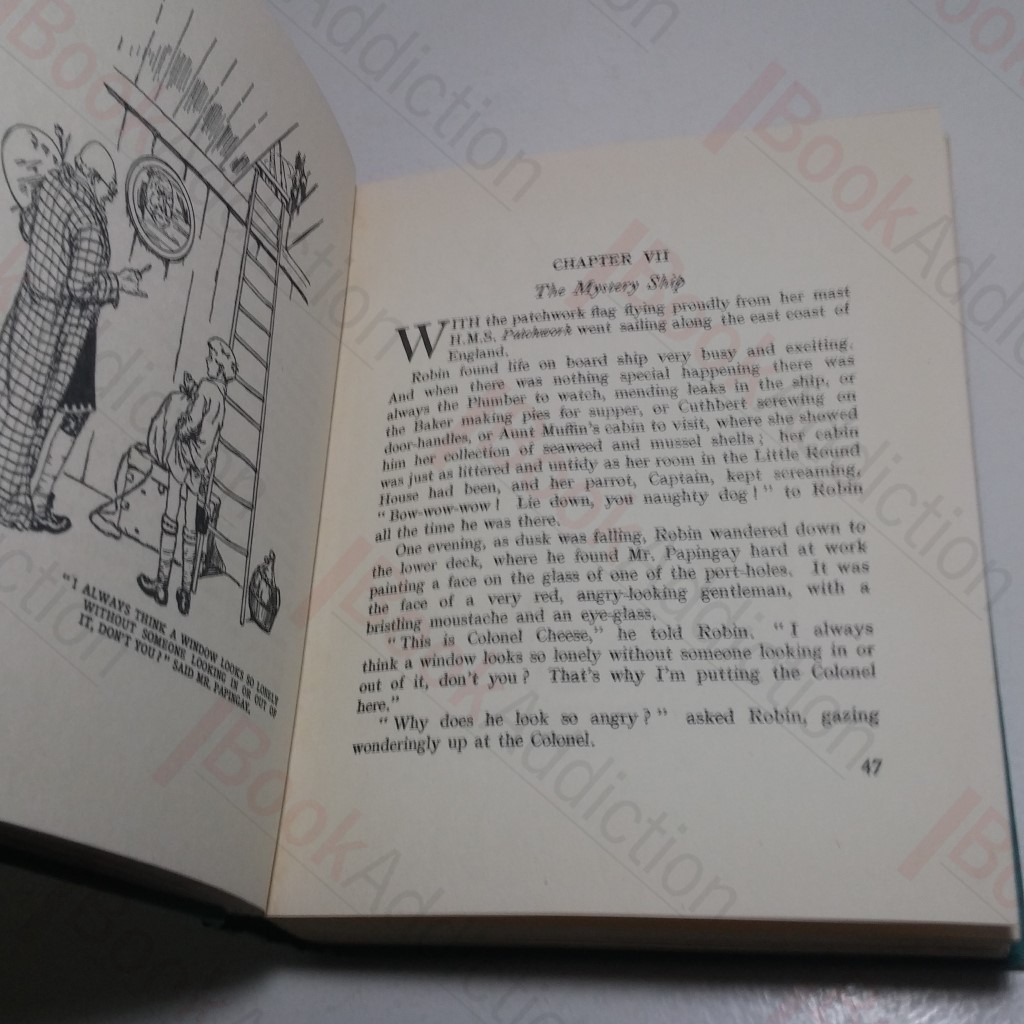 "I ALWAYS THINK A WINDOW LOOKS SO LONELY
WITHOUT SOMEONE LOOKING IN OR OUT OF
IT, DON'T YOU?" SAID MR. PAPINGAY.
CHAPTER VII
The Mystery Ship
WITH the patchwork flag flying proudly from her mast
H.M.S. Patchwork went sailing along the east coast of
England.
Robin found life on board ship very busy and exciting.
And when there was nothing special happening there was
always the Plumber to watch, mending leaks in the ship, or
the Baker making pies for supper, or Cuthbert screwing on
door-handles, or Aunt Muffin's cabin to visit, where she showed
him her collection of seaweed and mussel shells; her cabin
was just as littered and untidy as her room in the Little Round
House had been, and her parrot, Captain, kept screaming,
"Bow-wow-wow! Lie down, you naughty dog!" to Robin
all the time he was there.
One evening, as dusk was falling, Robin wandered down to
the lower deck, where he found Mr. Papingay hard at work
painting a face on the glass of one of the port-holes. It was
the face of a very red, angry-looking gentleman, with a
bristling moustache and an eye-glass.
"This is Colonel Cheese," he told Robin. "I always
think a window looks so lonely without someone looking in or
out of it, don't you? That's why I'm putting the Colonel
here."
"Why does he look so angry?" asked Robin, gazing
wonderingly up at the Colonel.
47
BookAddiction